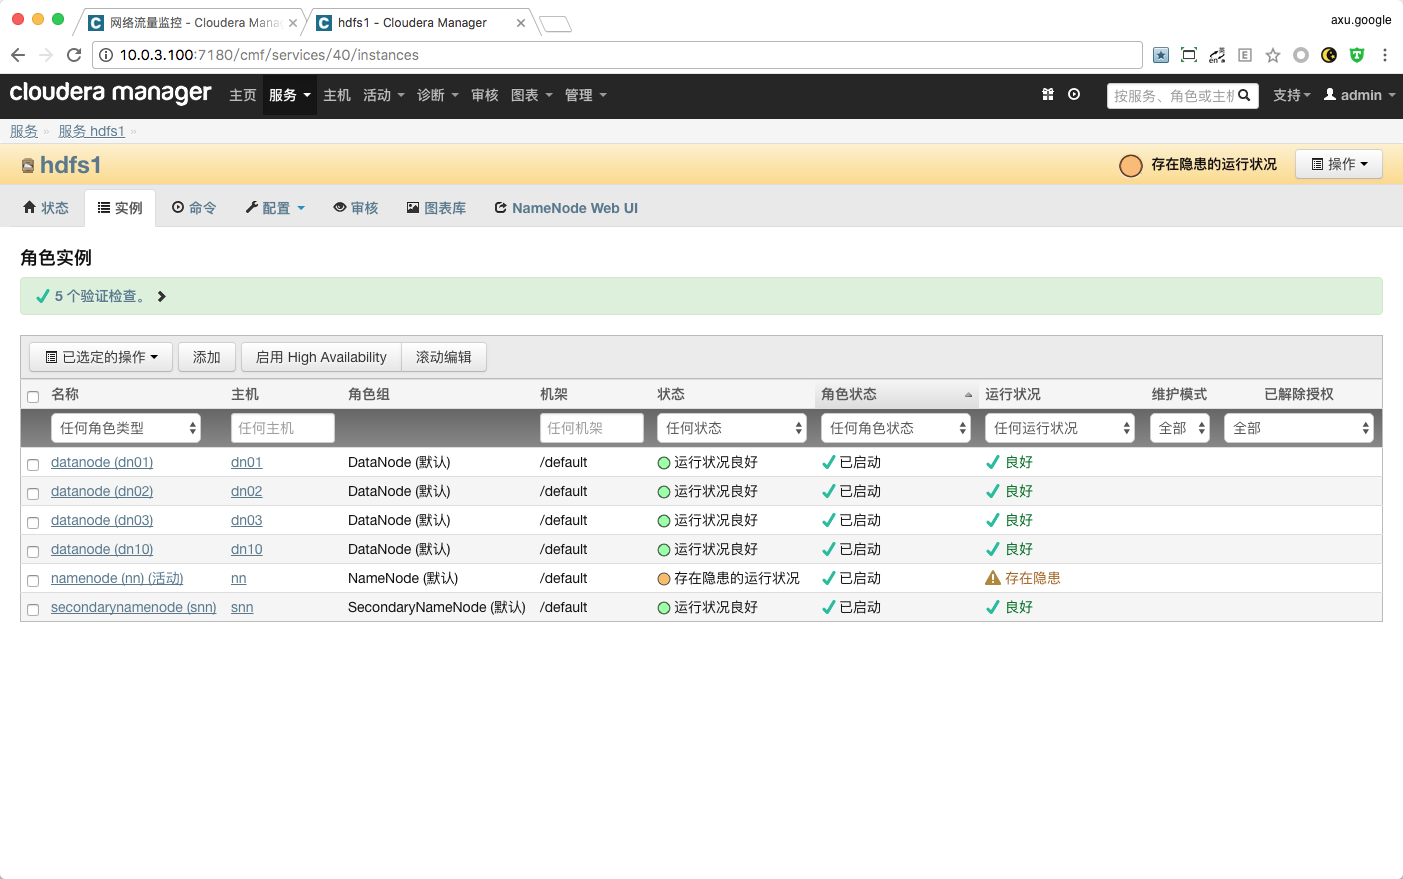 网络流量监控 - Cloudera Mana
hdfs1 - Cloudera Manager
axu.google
10.0.3.100:7180/cmf/services/40/instances
cloudera manager 主页 服务 主机 活动 诊断 审核 图表 管理 按服务、角色或主机 支持 admin
服务 » 服务 hdfs1 »
hdfs1 存在隐患的运行状况 操作
状态 实例 命令 配置 审核 图表库 NameNode Web UI
角色实例
5 个验证检查。
已选定的操作 添加 启用 High Availability 滚动编辑
名称 主机 角色组 机架 状态 角色状态 运行状况 维护模式 已解除授权
任何角色类型 任何主机 任何机架 任何状态 任何角色状态 任何运行状况 全部 全部
datanode (dn01) dn01 DataNode (默认) /default 运行状况良好 已启动 良好
datanode (dn02) dn02 DataNode (默认) /default 运行状况良好 已启动 良好
datanode (dn03) dn03 DataNode (默认) /default 运行状况良好 已启动 良好
datanode (dn10) dn10 DataNode (默认) /default 运行状况良好 已启动 良好
namenode (nn) (活动) nn NameNode (默认) /default 存在隐患的运行状况 已启动 存在隐患
secondarynamenode (snn) snn SecondaryNameNode (默认) /default 运行状况良好 已启动 良好